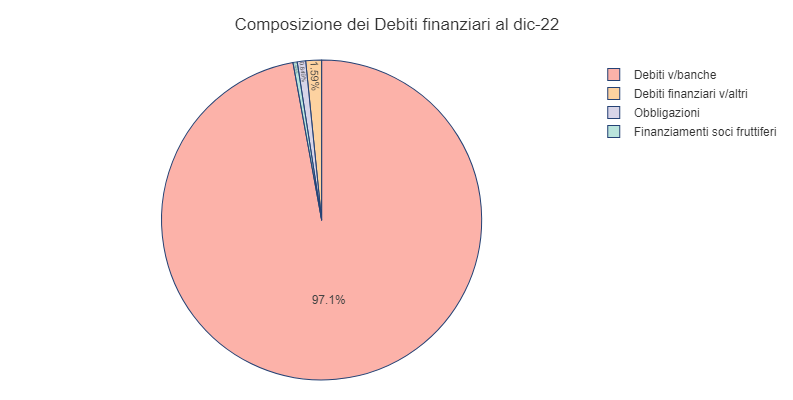 Composizione dei Debiti finanziari al dic-22
Debiti v/banche
Debiti finanziari v/altri
Obbligazioni
Finanziamenti soci fruttiferi
1.59%
97.1%